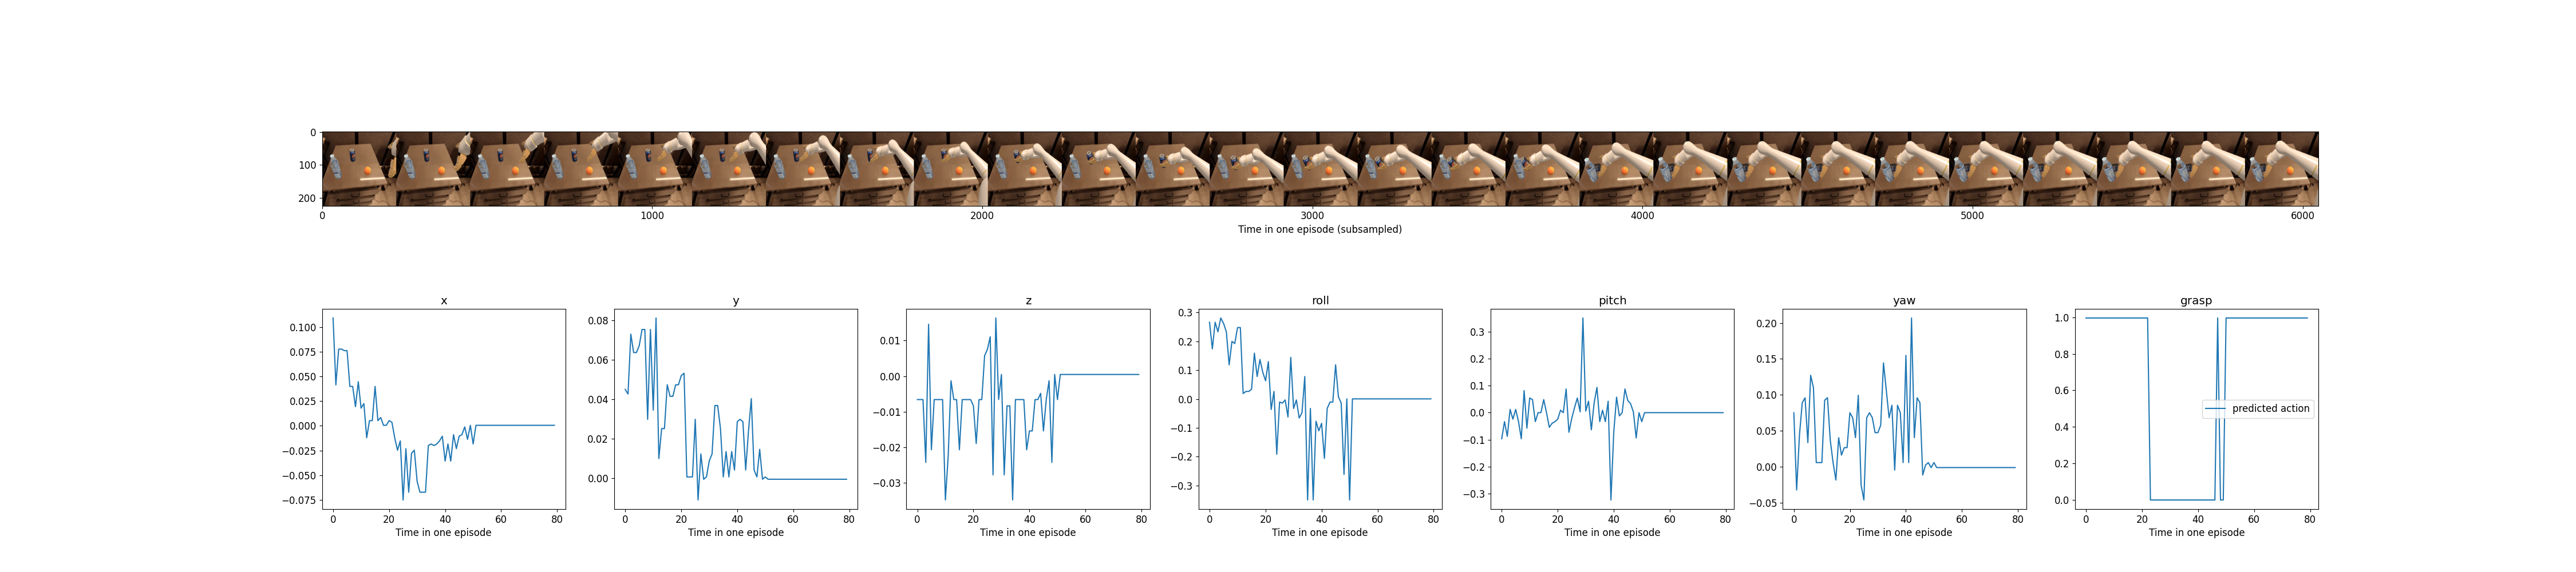 0
100
200
0 1000 2000 3000 4000 5000 6000
Time in one episode (subsampled)
x y z roll pitch yaw grasp
0.100
0.075
0.050
0.025
0.000
−0.025
−0.050
−0.075
0 20 40 60 80
Time in one episode
0.08
0.06
0.04
0.02
0.00
0 20 40 60 80
Time in one episode
0.01
0.00
−0.01
−0.02
−0.03
0 20 40 60 80
Time in one episode
0.3
0.2
0.1
0.0
−0.1
−0.2
−0.3
0 20 40 60 80
Time in one episode
0.3
0.2
0.1
0.0
−0.1
−0.2
−0.3
0 20 40 60 80
Time in one episode
0.20
0.15
0.10
0.05
0.00
−0.05
0 20 40 60 80
Time in one episode
1.0
0.8
0.6
0.4
0.2
0.0
predicted action
0 20 40 60 80
Time in one episode